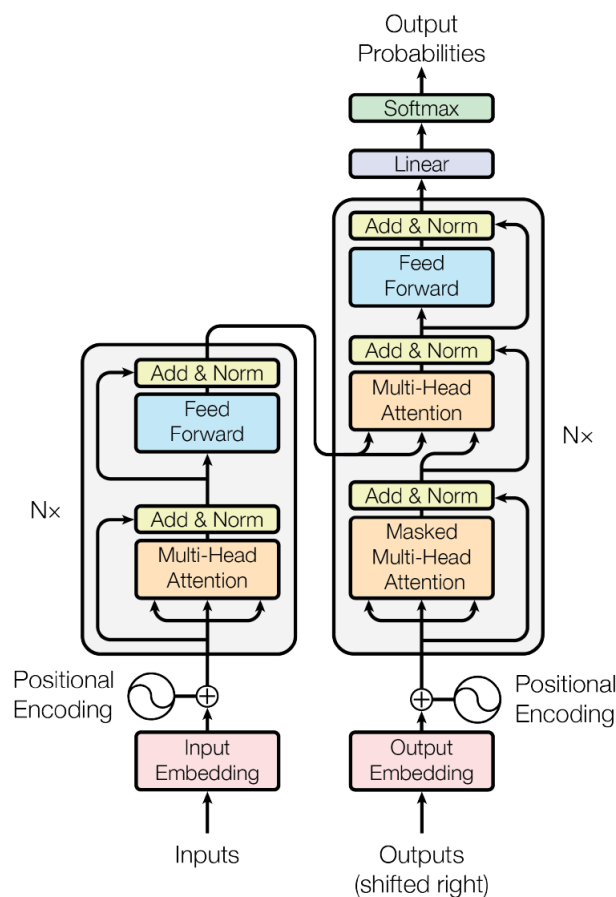 Output
Probabilities
Softmax
Linear
Add & Norm
Feed
Forward
Add & Norm
Multi-Head
Attention
Add & Norm
Masked
Multi-Head
Attention
Nx
Add & Norm
Feed
Forward
Add & Norm
Multi-Head
Attention
Nx
Positional
Encoding
Positional
Encoding
Input
Embedding
Output
Embedding
Inputs
Outputs
(shifted right)